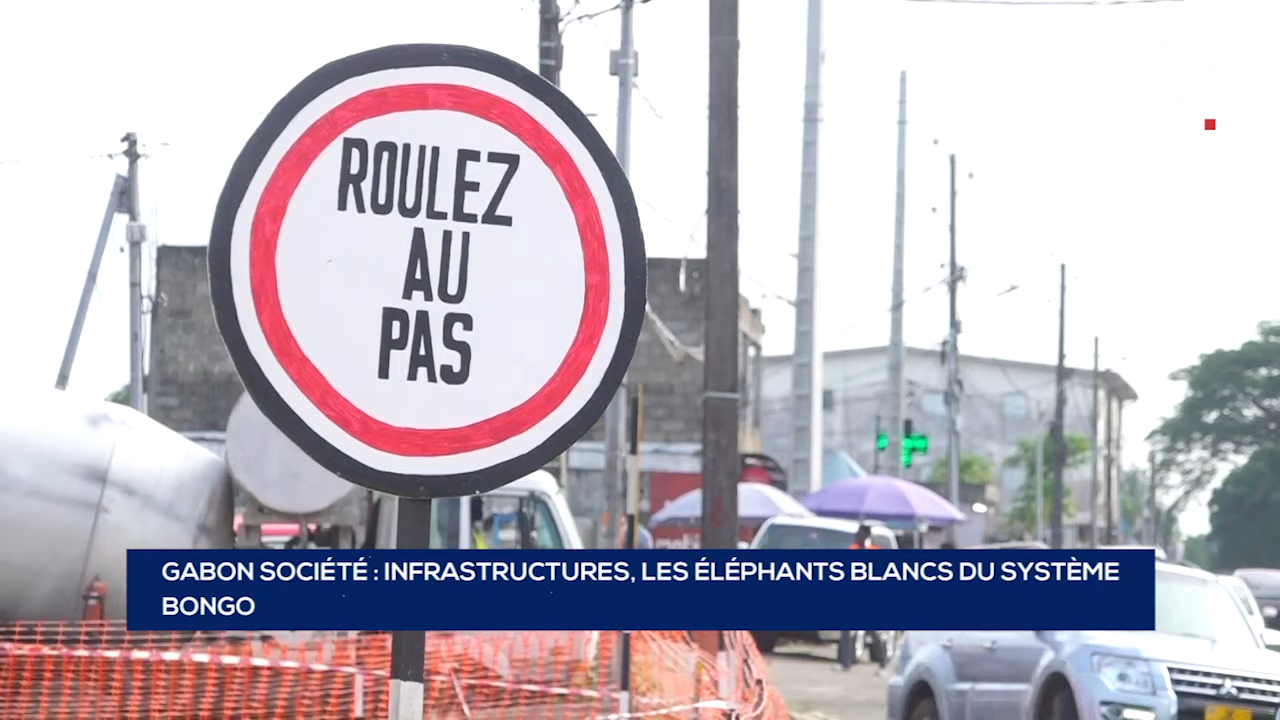 ROULEZ
AU
PAS
GABON SOCIÉTÉ : INFRASTRUCTURES, LES ÉLÉPHANTS BLANCS DU SYSTÈME
BONGO